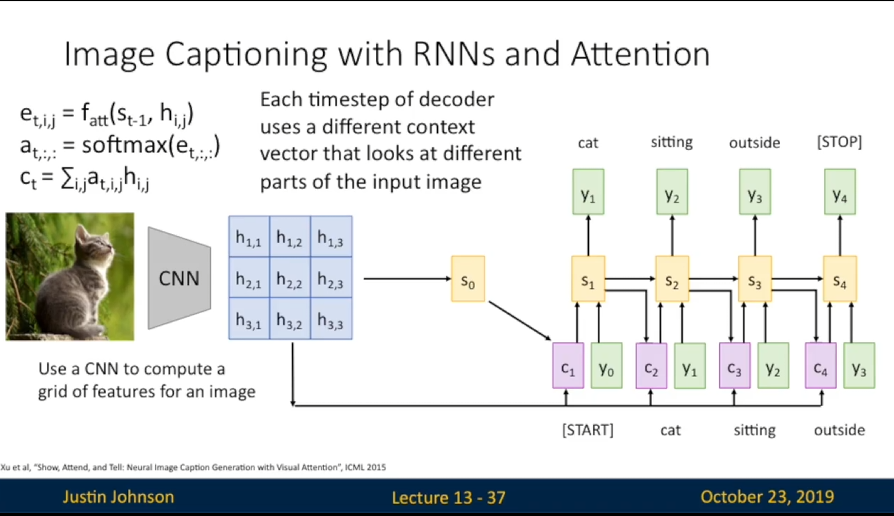 Image Captioning with RNNs and Attention
e_{t,i,j} = f_{att}(s_{t-1}, h_{i,j})
a_{t,:,:} = softmax(e_{t,:,:})
c_t = ∑_{i,j}a_{t,i,j}h_{i,j}
Each timestep of decoder
uses a different context
vector that looks at different
parts of the input image
cat sitting outside [STOP]
y_1 y_2 y_3 y_4
CNN
h_{1,1} h_{1,2} h_{1,3}
h_{2,1} h_{2,2} h_{2,3}
h_{3,1} h_{3,2} h_{3,3}
s_0 s_1 s_2 s_3 s_4
c_1 y_0 c_2 y_1 c_3 y_2 c_4 y_3
[START] cat sitting outside
Use a CNN to compute a
grid of features for an image
Xu et al, "Show, Attend, and Tell: Neural Image Caption Generation with Visual Attention", ICML 2015
Justin Johnson Lecture 13 - 37 October 23, 2019